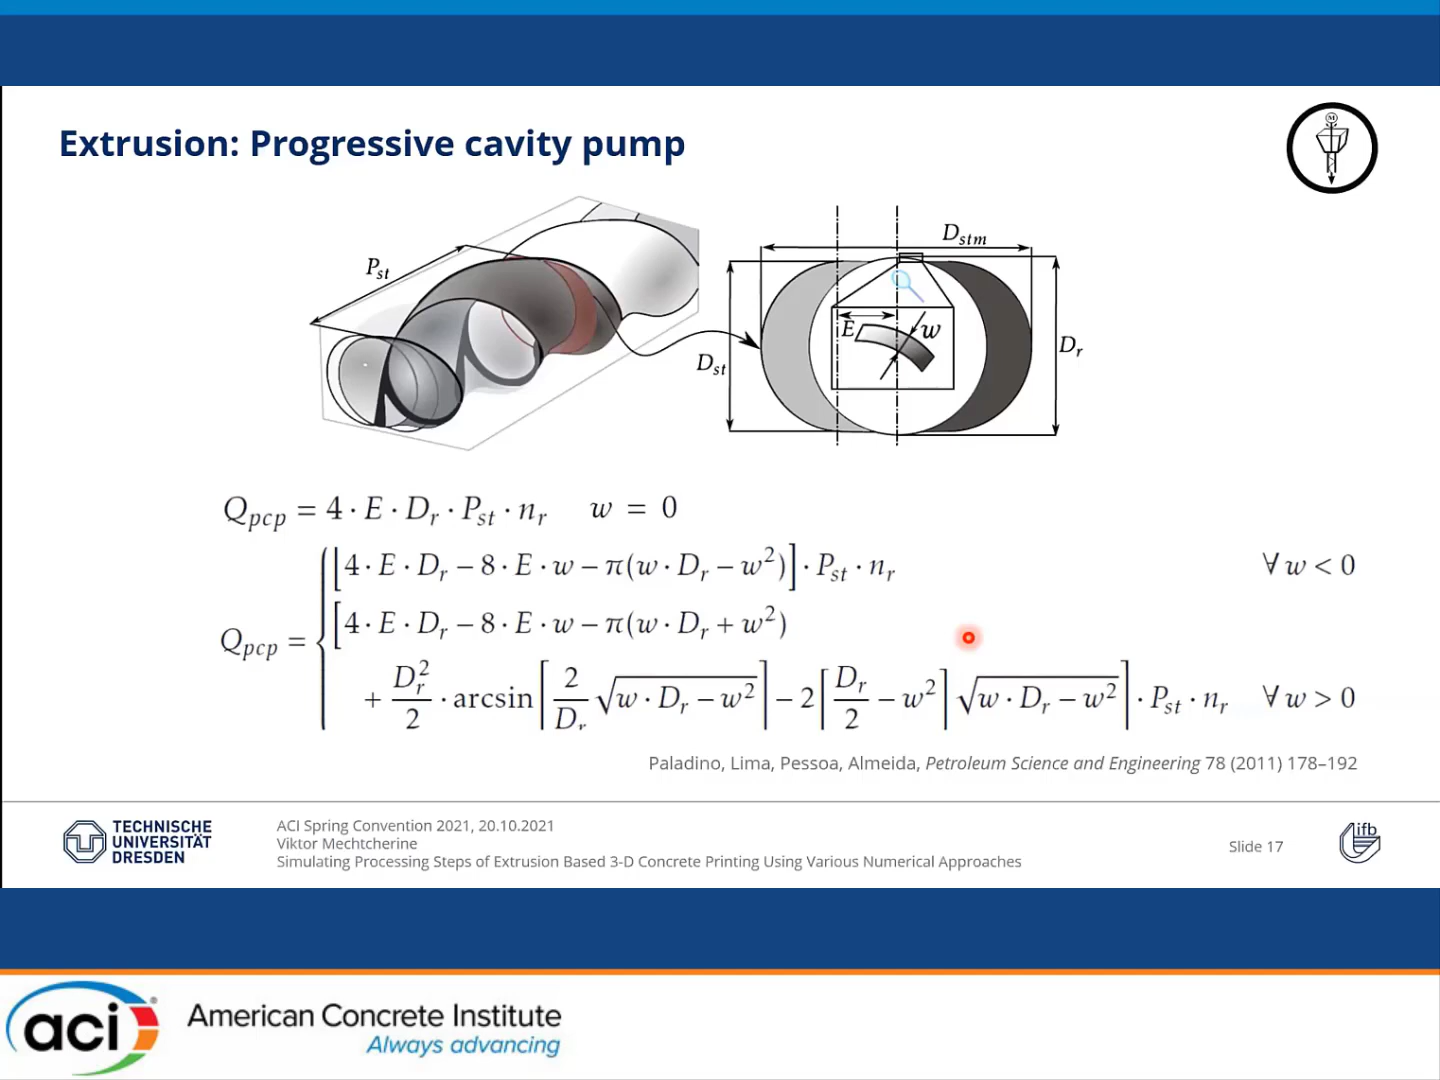 Extrusion: Progressive cavity pump
M
P_st
D_stm
E
w
D_st
D_r
Q_pcp = 4 · E · D_r · P_st · n_r w = 0
Q_pcp = { [4 · E · D_r − 8 · E · w − π(w · D_r − w²)] · P_st · n_r ∀ w < 0
[4 · E · D_r − 8 · E · w − π(w · D_r + w²)
+ D_r²/2 · arcsin[2/D_r √(w · D_r − w²)] − 2[D_r/2 − w²] √(w · D_r − w²)] · P_st · n_r ∀ w > 0
Paladino, Lima, Pessoa, Almeida, Petroleum Science and Engineering 78 (2011) 178–192
TECHNISCHE
UNIVERSITÄT
DRESDEN
ACI Spring Convention 2021, 20.10.2021
Viktor Mechtcherine
Simulating Processing Steps of Extrusion Based 3-D Concrete Printing Using Various Numerical Approaches
Slide 17
ifb
aci®
American Concrete Institute
Always advancing